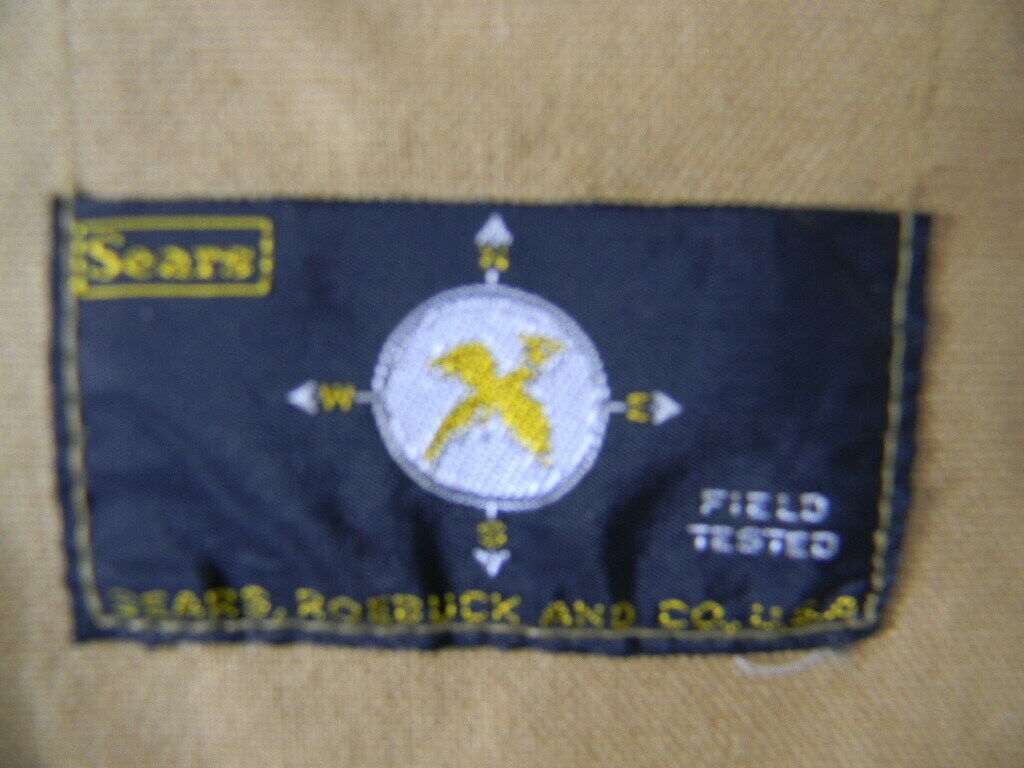 Sears
N
W E
S
FIELD
TESTED
SEARS, ROEBUCK AND CO., U.S.A.